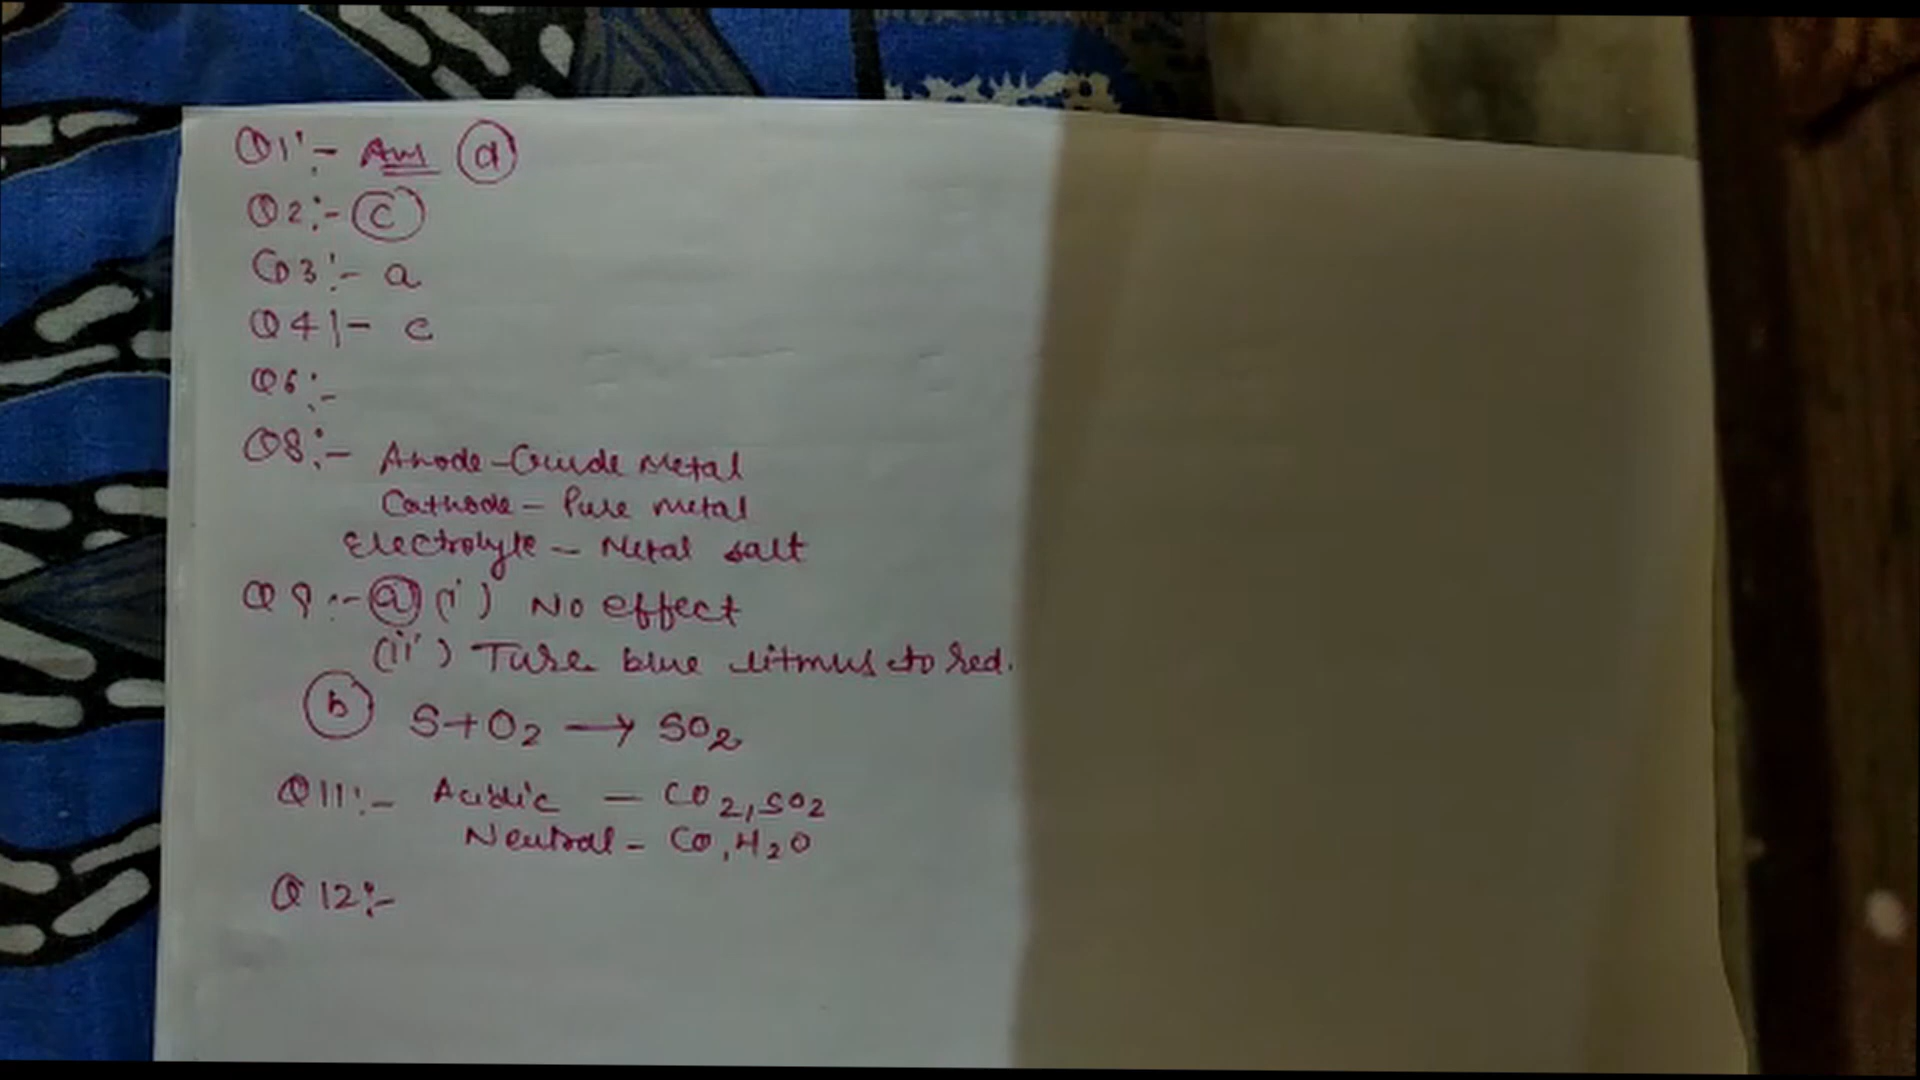 Q1:- Ans (d)
Q2:- (c)
Q3:- a
Q4:- c
Q6:-
Q8:- Anode - Crude Metal
Cathode - Pure metal
Electrolyte - Metal salt
Q9:- (a) (i) No effect
(ii) Turn blue litmus to red.
(b) S+O2 → SO2
Q11:- Acidic - CO2, SO2
Neutral - CO, H2O
Q12:-